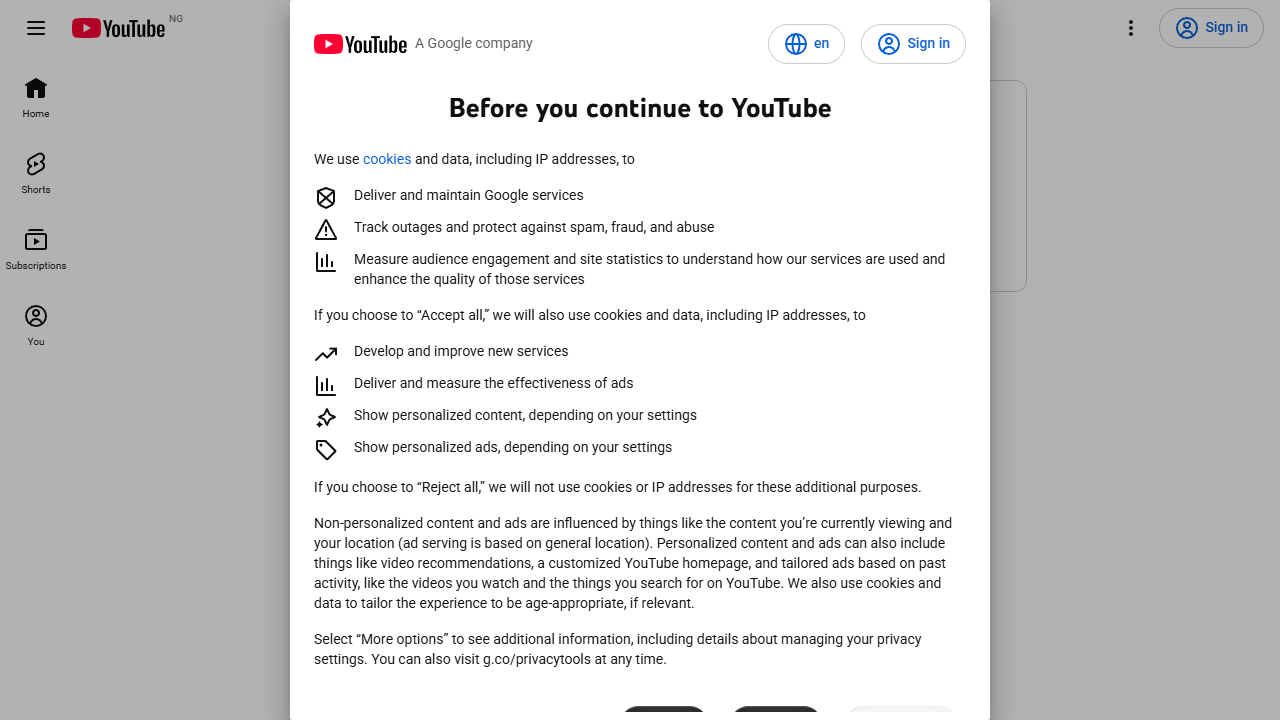 YouTube NG
Sign in
Home
Shorts
Subscriptions
You
YouTube A Google company
en
Sign in
Before you continue to YouTube
We use cookies and data, including IP addresses, to
Deliver and maintain Google services
Track outages and protect against spam, fraud, and abuse
Measure audience engagement and site statistics to understand how our services are used and
enhance the quality of those services
If you choose to “Accept all,” we will also use cookies and data, including IP addresses, to
Develop and improve new services
Deliver and measure the effectiveness of ads
Show personalized content, depending on your settings
Show personalized ads, depending on your settings
If you choose to “Reject all,” we will not use cookies or IP addresses for these additional purposes.
Non-personalized content and ads are influenced by things like the content you’re currently viewing and
your location (ad serving is based on general location). Personalized content and ads can also include
things like video recommendations, a customized YouTube homepage, and tailored ads based on past
activity, like the videos you watch and the things you search for on YouTube. We also use cookies and
data to tailor the experience to be age-appropriate, if relevant.
Select “More options” to see additional information, including details about managing your privacy
settings. You can also visit g.co/privacytools at any time.